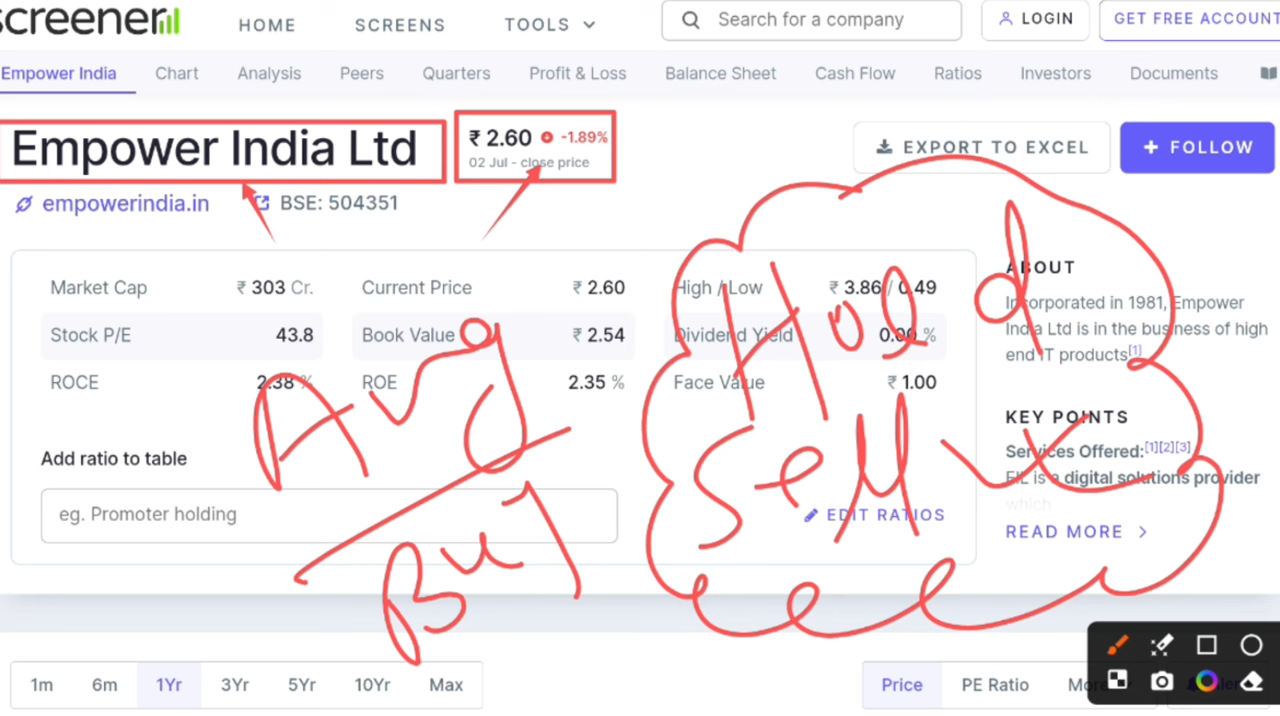 screener
HOME SCREENS TOOLS
Search for a company
LOGIN
GET FREE ACCOUNT
Empower India Chart Analysis Peers Quarters Profit & Loss Balance Sheet Cash Flow Ratios Investors Documents
Empower India Ltd
₹ 2.60 -1.89%
02 Jul - close price
EXPORT TO EXCEL
+ FOLLOW
empowerindia.in BSE: 504351
Market Cap ₹ 303 Cr.
Current Price ₹ 2.60
High / Low ₹ 3.86 / 0.49
Stock P/E 43.8
Book Value ₹ 2.54
Dividend Yield 0.00 %
ROCE 2.38 %
ROE 2.35 %
Face Value ₹ 1.00
Add ratio to table
eg. Promoter holding
EDIT RATIOS
ABOUT
Incorporated in 1981, Empower
India Ltd is in the business of high
end IT products[1]
KEY POINTS
Services Offered:[1][2][3]
EIL is a digital solutions provider
which
READ MORE
Avg
Buy
Hold
Sell x
1m 6m 1Yr 3Yr 5Yr 10Yr Max
Price PE Ratio